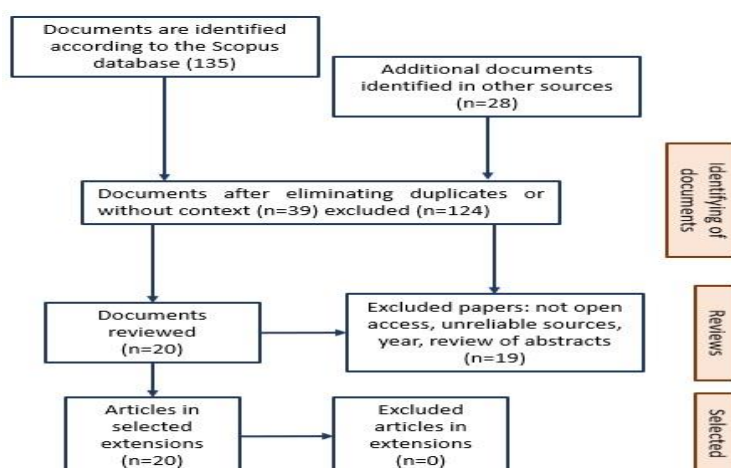 Documents are identified
according to the Scopus
database (135)
Additional documents
identified in other sources
(n=28)
Identifying of
documents
Documents after eliminating duplicates or
without context (n=39) excluded (n=124)
Documents
reviewed
(n=20)
Excluded papers: not open
access, unreliable sources,
year, review of abstracts
(n=19)
Reviews
Articles in
selected
extensions
(n=20)
Excluded
articles in
extensions
(n=0)
Selected